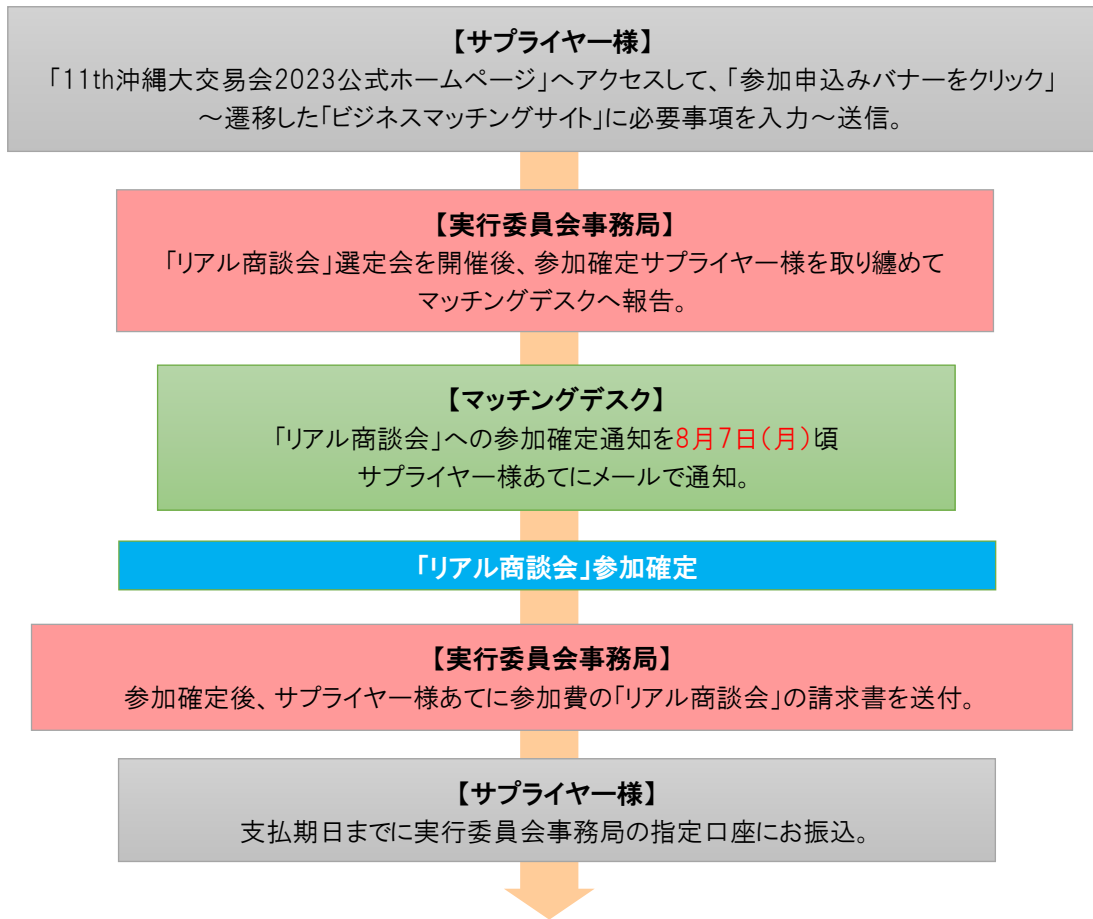 【サプライヤー様】
「11th沖縄大交易会2023公式ホームページ」へアクセスして、「参加申込みバナーをクリック」
～遷移した「ビジネスマッチングサイト」に必要事項を入力～送信。
【実行委員会事務局】
「リアル商談会」選定会を開催後、参加確定サプライヤー様を取り纏めて
マッチングデスクへ報告。
【マッチングデスク】
「リアル商談会」への参加確定通知を8月7日(月)頃
サプライヤー様あてにメールで通知。
「リアル商談会」参加確定
【実行委員会事務局】
参加確定後、サプライヤー様あてに参加費の「リアル商談会」の請求書を送付。
【サプライヤー様】
支払期日までに実行委員会事務局の指定口座にお振込。